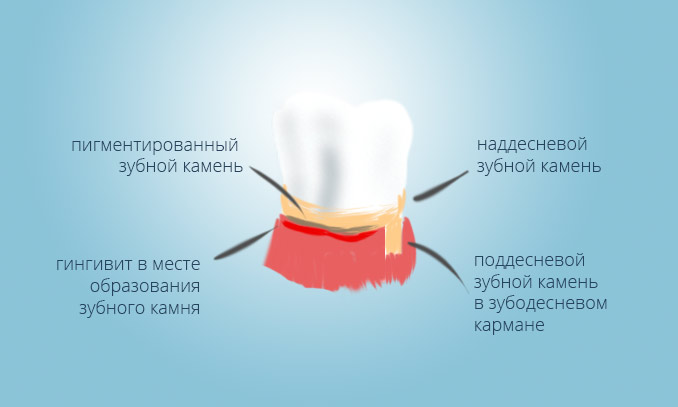 пигментированный
зубной камень
наддесневой
зубной камень
гингивит в месте
образования
зубного камня
поддесневой
зубной камень
в зубодесневом
кармане